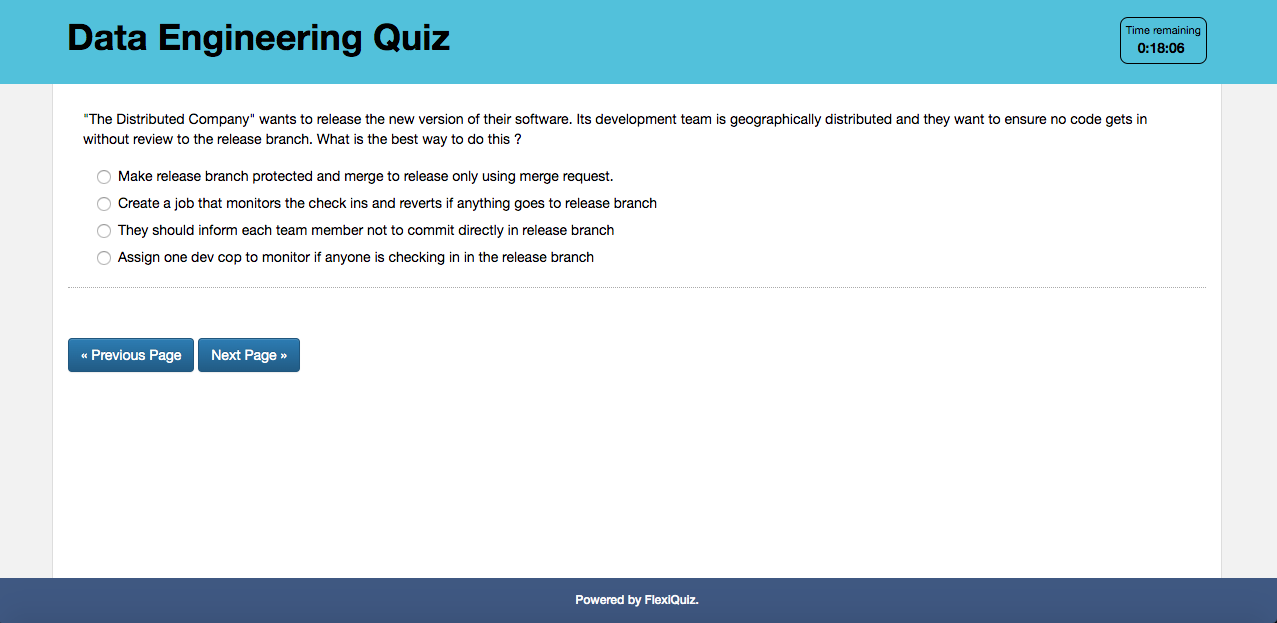 Data Engineering Quiz
Time remaining
0:18:06
"The Distributed Company" wants to release the new version of their software. Its development team is geographically distributed and they want to ensure no code gets in
without review to the release branch. What is the best way to do this ?
Make release branch protected and merge to release only using merge request.
Create a job that monitors the check ins and reverts if anything goes to release branch
They should inform each team member not to commit directly in release branch
Assign one dev cop to monitor if anyone is checking in in the release branch
« Previous Page
Next Page »
Powered by FlexiQuiz.